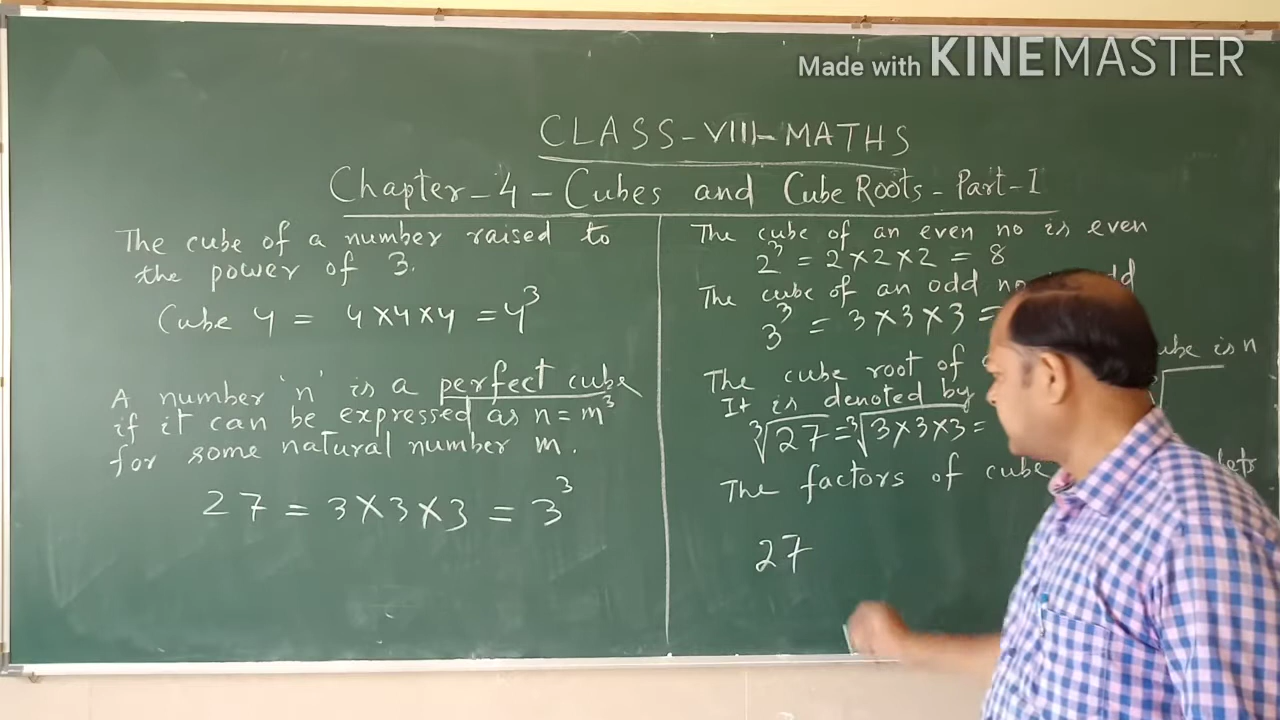 Made with KINEMASTER
CLASS-VIII-MATHS
Chapter-4-Cubes and Cube Roots-Part-I
The cube of a number raised to
the power of 3.
Cube 4 = 4×4×4 = 4³
A number 'n' is a perfect cube
if it can be expressed as n = m³
for some natural number m.
27 = 3×3×3 = 3³
The cube of an even no is even
2³ = 2×2×2 = 8
The cube of an odd no
3³ = 3×3×3 =
The cube root of is n
It is denoted by
∛27 = ∛3×3×3 =
The factors of cube
27